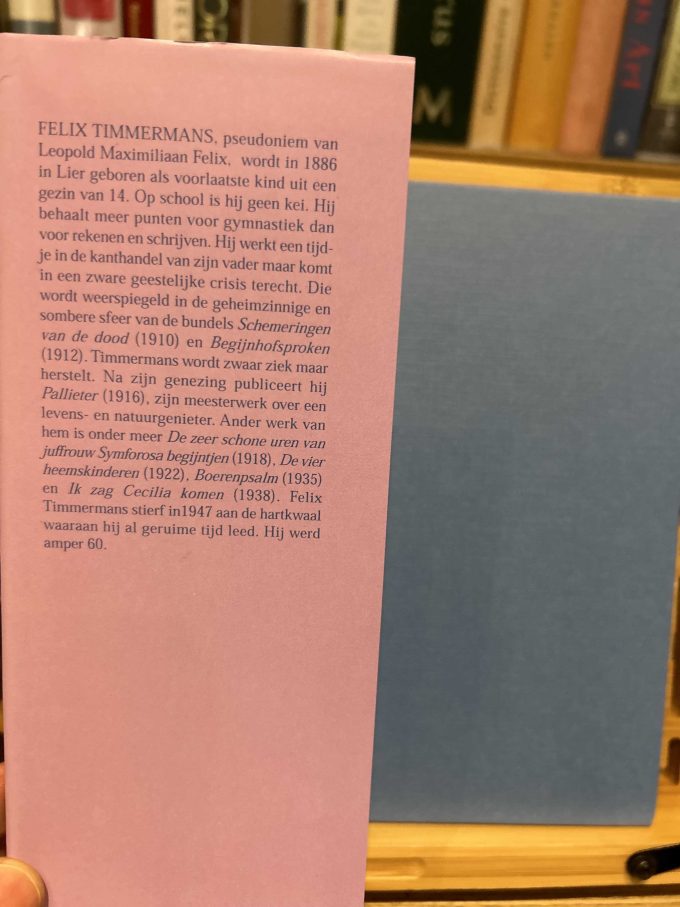 FELIX TIMMERMANS, pseudoniem van
Leopold Maximiliaan Felix, wordt in 1886
in Lier geboren als voorlaatste kind uit een
gezin van 14. Op school is hij geen kei. Hij
behaalt meer punten voor gymnastiek dan
voor rekenen en schrijven. Hij werkt een tijd-
je in de kanthandel van zijn vader maar komt
in een zware geestelijke crisis terecht. Die
wordt weerspiegeld in de geheimzinnige en
sombere sfeer van de bundels Schemeringen
van de dood (1910) en Begijnhofsproken
(1912). Timmermans wordt zwaar ziek maar
herstelt. Na zijn genezing publiceert hij
Pallieter (1916), zijn meesterwerk over een
levens- en natuurgenieter. Ander werk van
hem is onder meer De zeer schone uren van
juffrouw Symforosa begijntjen (1918), De vier
heemskinderen (1922), Boerenpsalm (1935)
en Ik zag Cecilia komen (1938). Felix
Timmermans stierf in1947 aan de hartkwaal
waaraan hij al geruime tijd leed. Hij werd
amper 60.